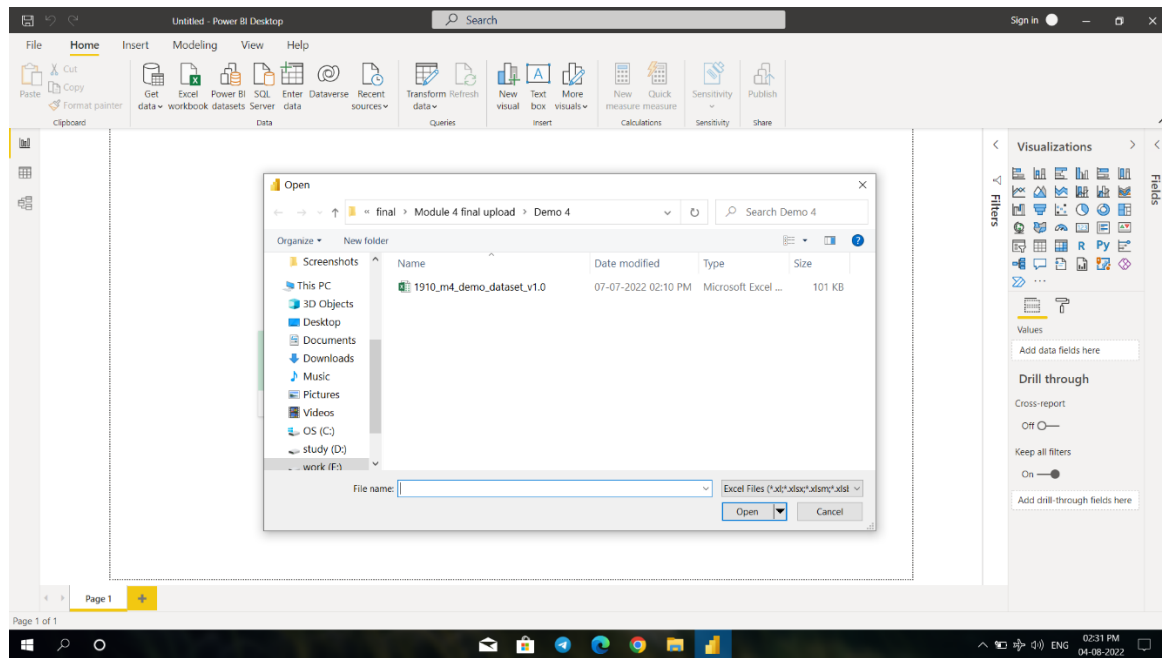 Untitled - Power BI Desktop
Search
Sign in
File Home Insert Modeling View Help
Paste
Cut
Copy
Format painter
Clipboard
Get data
Excel workbook
Power BI datasets
SQL Server
Enter data
Dataverse
Recent sources
Data
Transform data
Refresh
Queries
New visual
Text box
More visuals
Insert
New measure
Quick measure
Calculations
Sensitivity
Sensitivity
Publish
Share
Open
« final > Module 4 final upload > Demo 4
Search Demo 4
Organize New folder
Screenshots
This PC
3D Objects
Desktop
Documents
Downloads
Music
Pictures
Videos
OS (C:)
study (D:)
work (F:)
Name Date modified Type Size
1910_m4_demo_dataset_v1.0 07-07-2022 02:10 PM Microsoft Excel ... 101 KB
File name:
Excel Files (*.xl;*.xlsx;*.xlsm;*.xlsb
Open Cancel
Filters
Visualizations
Fields
R Py
Values
Add data fields here
Drill through
Cross-report
Off
Keep all filters
On
Add drill-through fields here
Page 1
Page 1 of 1
ENG
02:31 PM
04-08-2022